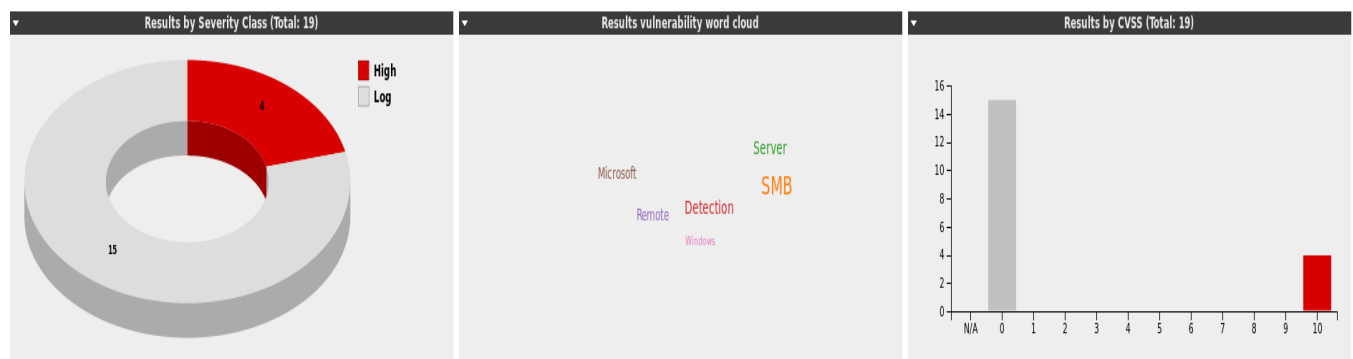 Results by Severity Class (Total: 19)
High
Log
4
15
Results vulnerability word cloud
Server
Microsoft
SMB
Detection
Remote
Windows
Results by CVSS (Total: 19)
16
14
12
10
8
6
4
2
0
N/A 0 1 2 3 4 5 6 7 8 9 10